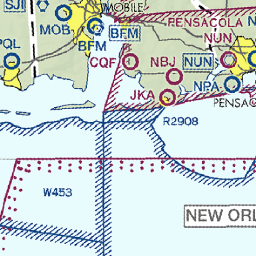 SJI
MOBILE
MOB
BFM
BFM
PENSACOLA
NUN
PQL
CQF
NBJ
NUN
NPA
JKA
PENSAC
R2908
W453
NEW ORL